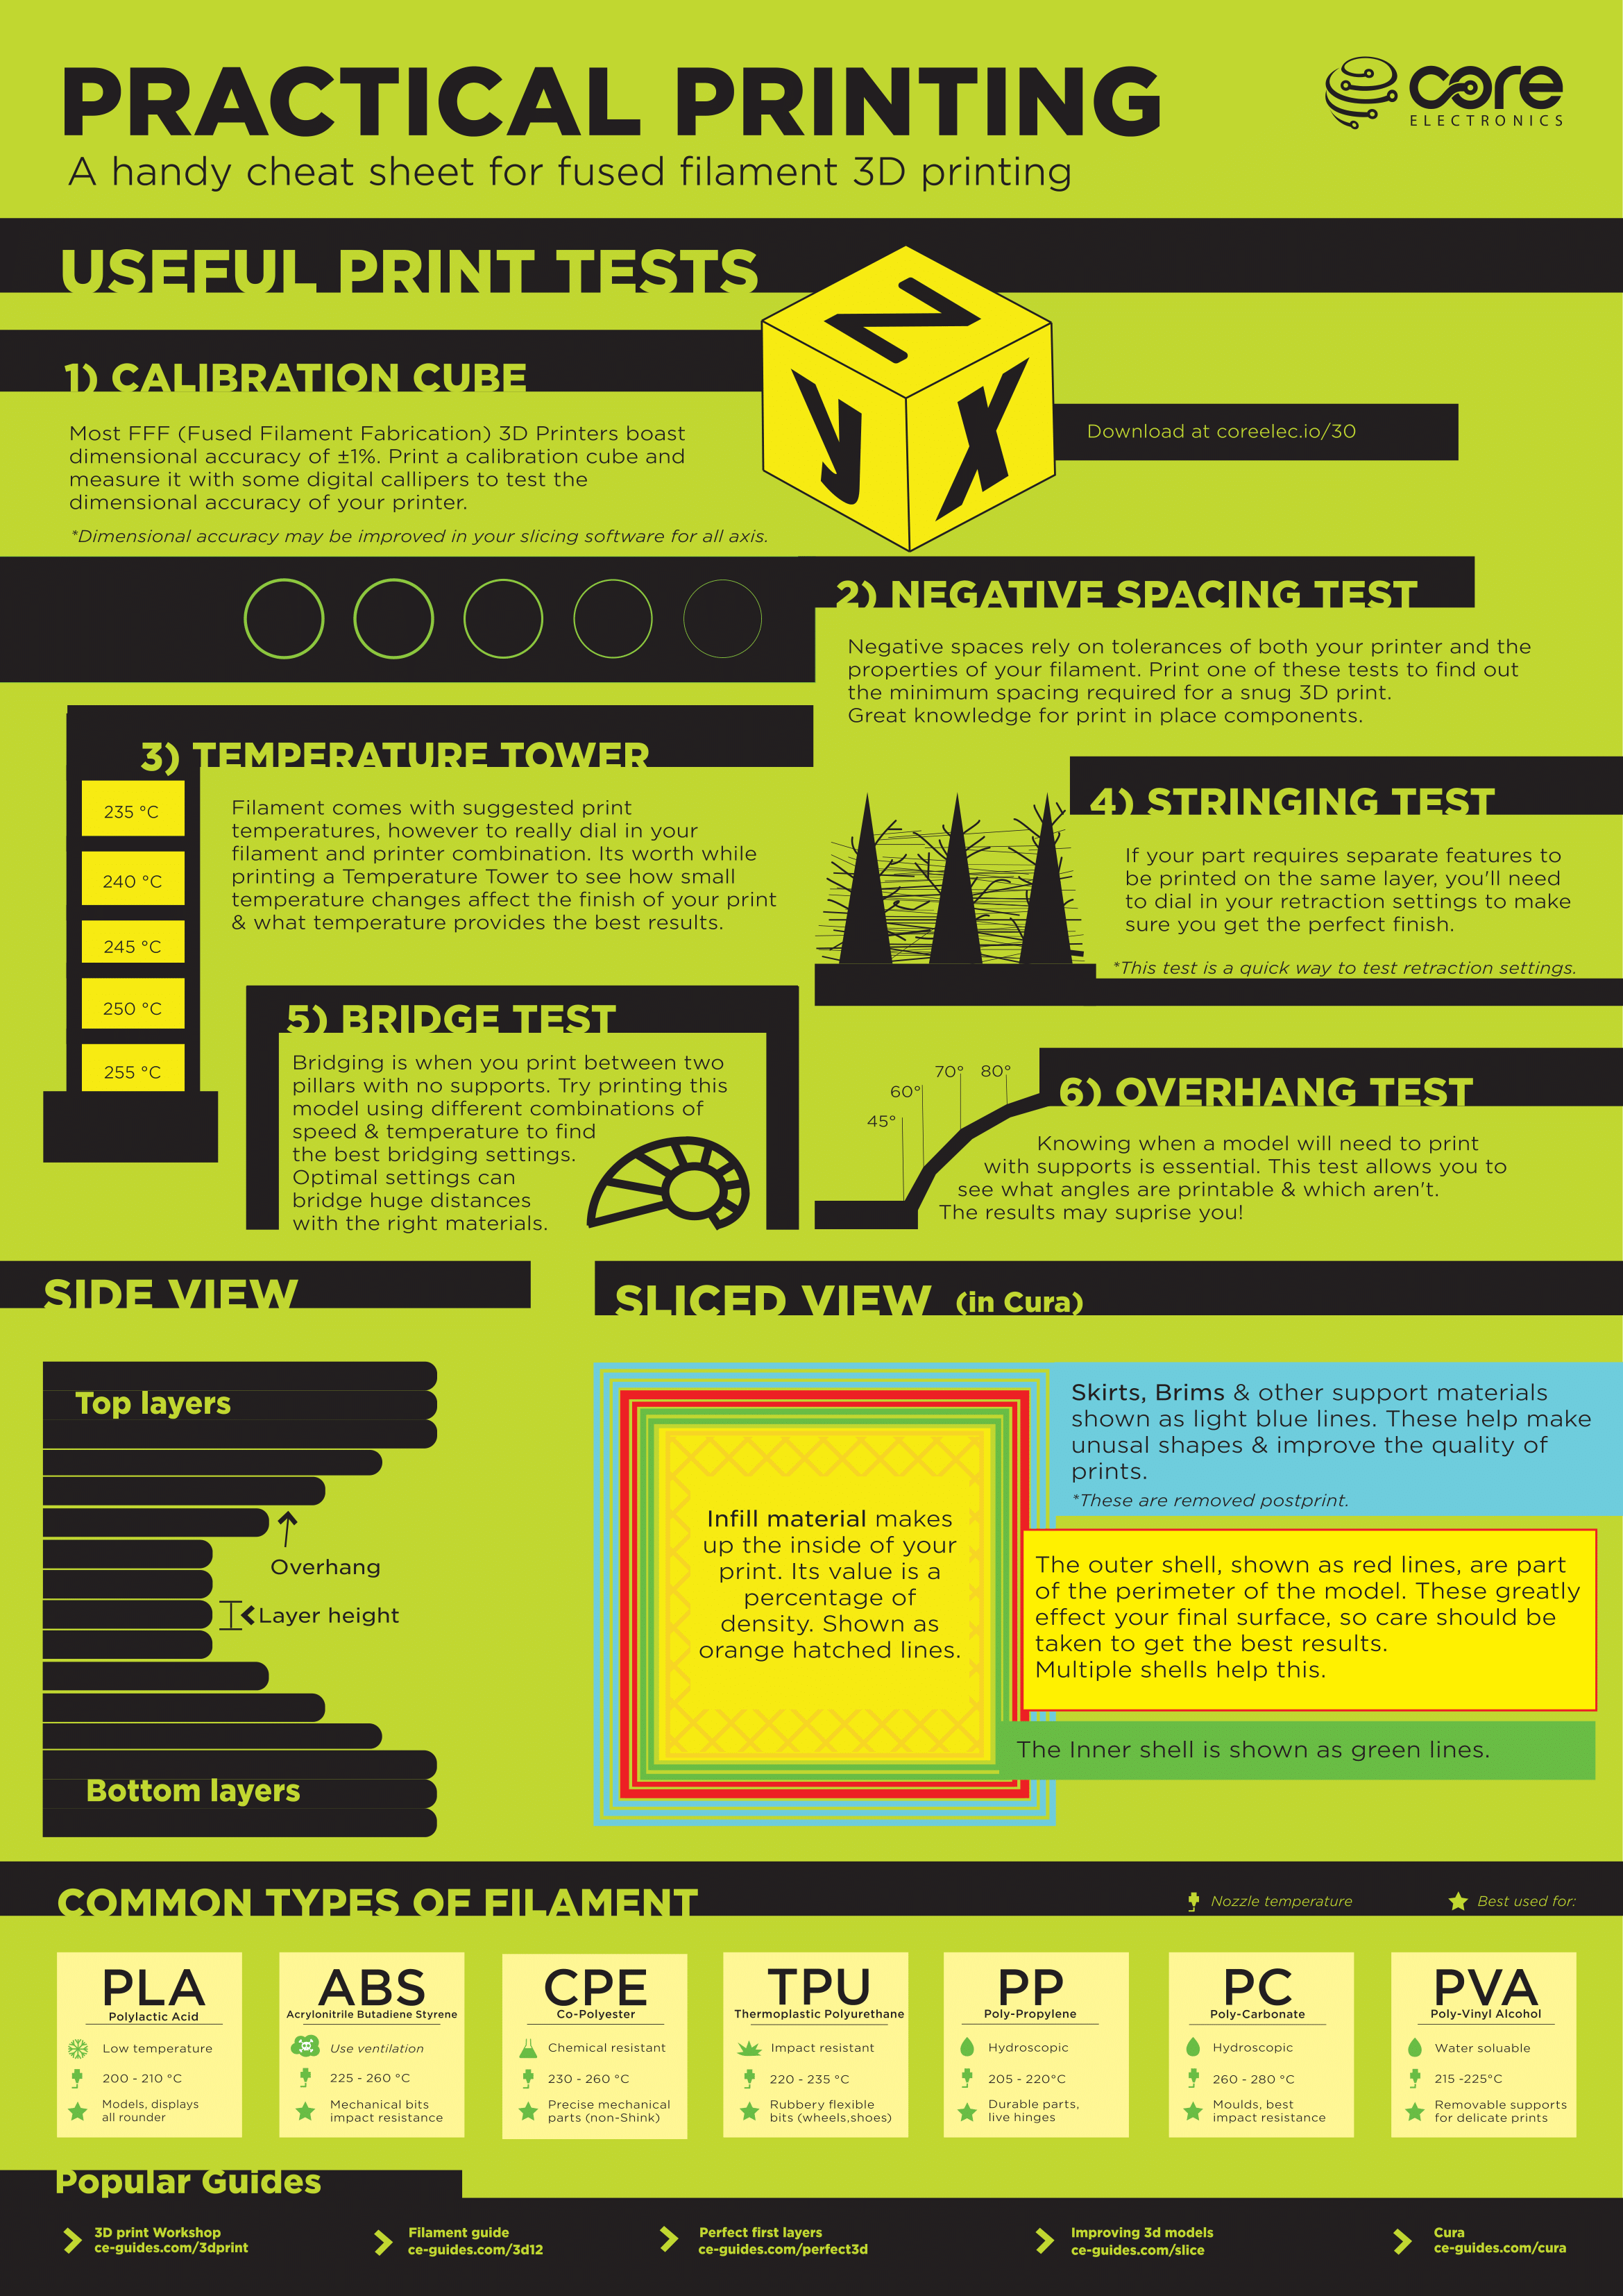 PRACTICAL PRINTING
A handy cheat sheet for fused filament 3D printing
core
ELECTRONICS
USEFUL PRINT TESTS
1) CALIBRATION CUBE
Most FFF (Fused Filament Fabrication) 3D Printers boast
dimensional accuracy of ±1%. Print a calibration cube and
measure it with some digital callipers to test the
dimensional accuracy of your printer.
*Dimensional accuracy may be improved in your slicing software for all axis.
Z
y
X
Download at coreelec.io/30
2) NEGATIVE SPACING TEST
Negative spaces rely on tolerances of both your printer and the
properties of your filament. Print one of these tests to find out
the minimum spacing required for a snug 3D print.
Great knowledge for print in place components.
3) TEMPERATURE TOWER
235 °C
240 °C
245 °C
250 °C
255 °C
Filament comes with suggested print
temperatures, however to really dial in your
filament and printer combination. Its worth while
printing a Temperature Tower to see how small
temperature changes affect the finish of your print
& what temperature provides the best results.
4) STRINGING TEST
If your part requires separate features to
be printed on the same layer, you'll need
to dial in your retraction settings to make
sure you get the perfect finish.
*This test is a quick way to test retraction settings.
5) BRIDGE TEST
Bridging is when you print between two
pillars with no supports. Try printing this
model using different combinations of
speed & temperature to find
the best bridging settings.
Optimal settings can
bridge huge distances
with the right materials.
45°
60°
70°
80°
6) OVERHANG TEST
Knowing when a model will need to print
with supports is essential. This test allows you to
see what angles are printable & which aren't.
The results may suprise you!
SIDE VIEW
Top layers
Overhang
Layer height
Bottom layers
SLICED VIEW (in Cura)
Infill material makes
up the inside of your
print. Its value is a
percentage of
density. Shown as
orange hatched lines.
Skirts, Brims & other support materials
shown as light blue lines. These help make
unusal shapes & improve the quality of
prints.
*These are removed postprint.
The outer shell, shown as red lines, are part
of the perimeter of the model. These greatly
effect your final surface, so care should be
taken to get the best results.
Multiple shells help this.
The Inner shell is shown as green lines.
COMMON TYPES OF FILAMENT
Nozzle temperature
Best used for:
PLA
Polylactic Acid
Low temperature
200 - 210 °C
Models, displays
all rounder
ABS
Acrylonitrile Butadiene Styrene
Use ventilation
225 - 260 °C
Mechanical bits
impact resistance
CPE
Co-Polyester
Chemical resistant
230 - 260 °C
Precise mechanical
parts (non-Shink)
TPU
Thermoplastic Polyurethane
Impact resistant
220 - 235 °C
Rubbery flexible
bits (wheels,shoes)
PP
Poly-Propylene
Hydroscopic
205 - 220°C
Durable parts,
live hinges
PC
Poly-Carbonate
Hydroscopic
260 - 280 °C
Moulds, best
impact resistance
PVA
Poly-Vinyl Alcohol
Water soluable
215 -225°C
Removable supports
for delicate prints
Popular Guides
3D print Workshop
ce-guides.com/3dprint
Filament guide
ce-guides.com/3d12
Perfect first layers
ce-guides.com/perfect3d
Improving 3d models
ce-guides.com/slice
Cura
ce-guides.com/cura